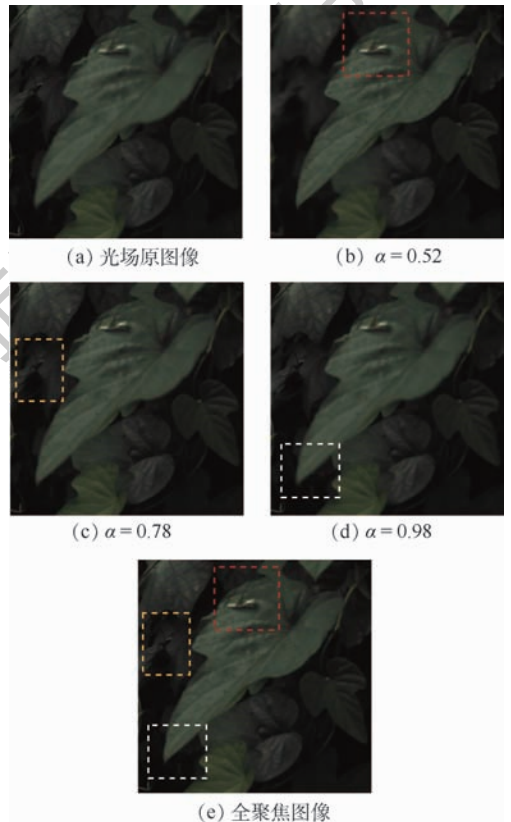 (a) 光场原图像
(b) α = 0.52
(c) α = 0.78
(d) α = 0.98
(e) 全聚焦图像